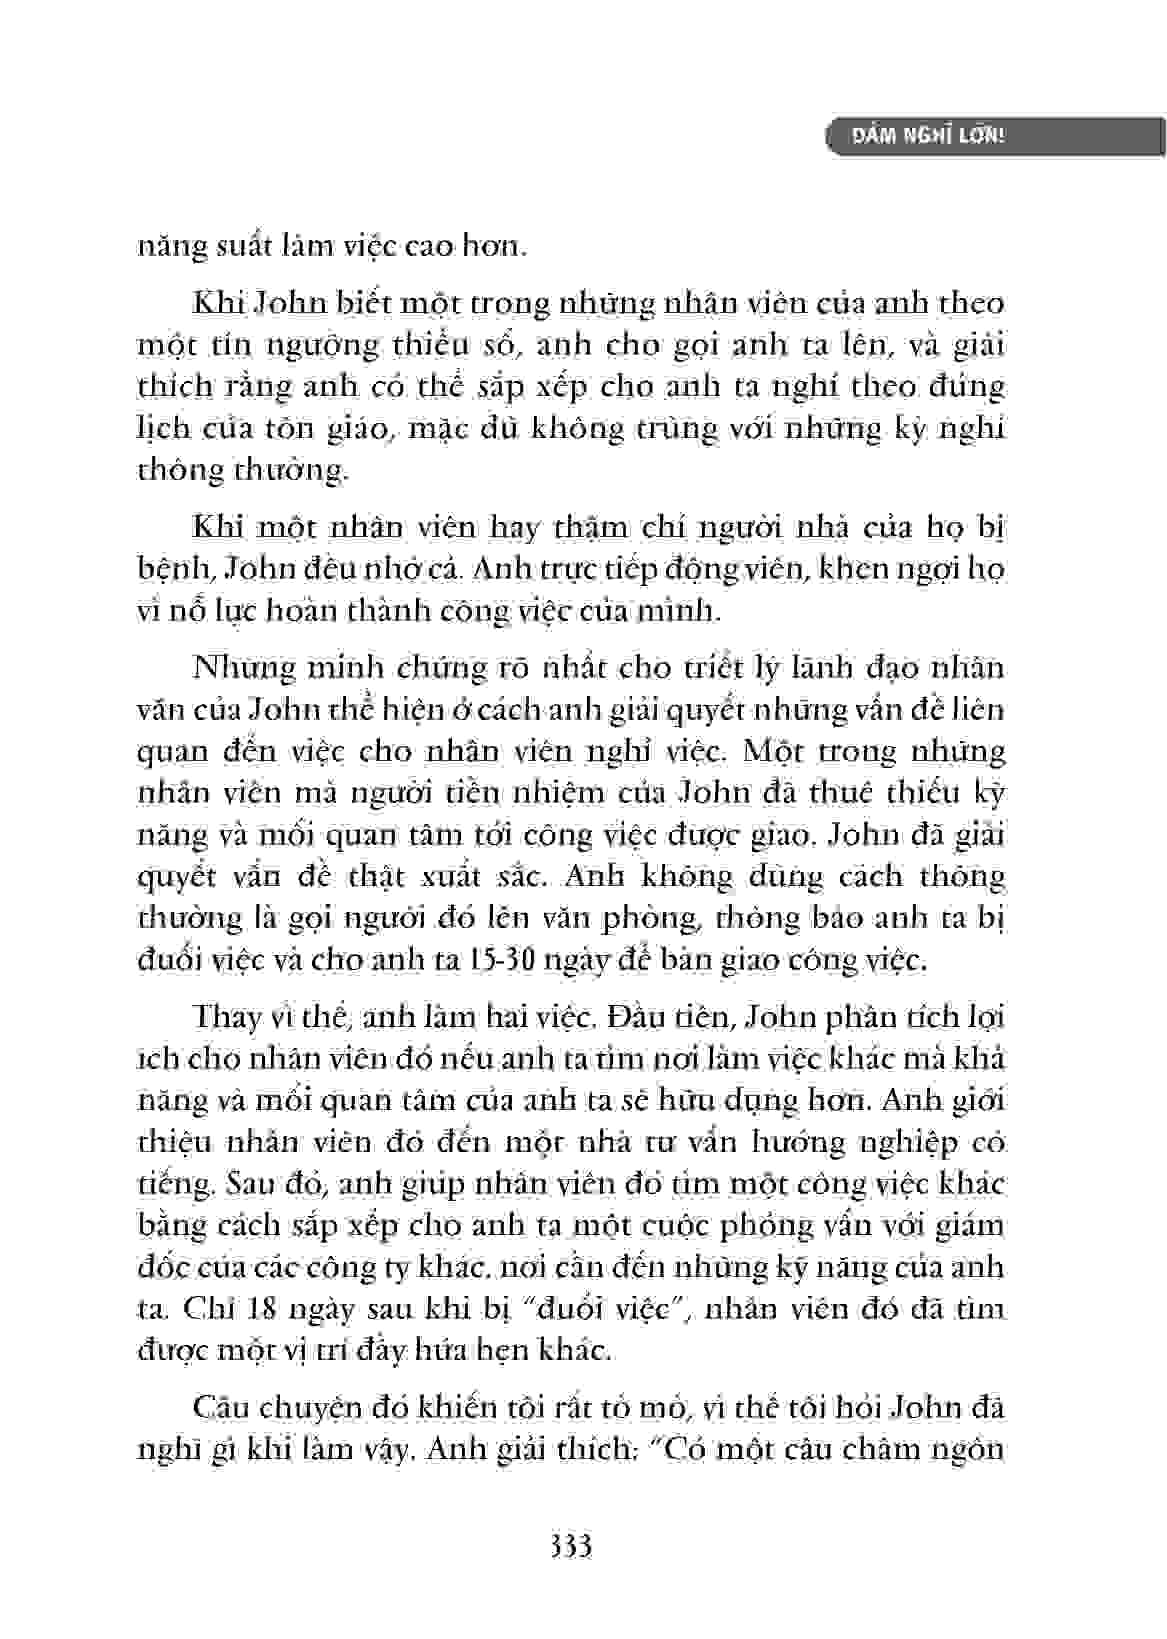 DÁM NGHĨ LỚN!
năng suất làm việc cao hơn.
Khi John biết một trong những nhân viên của anh theo
một tín ngưỡng thiểu số, anh cho gọi anh ta lên, và giải
thích rằng anh có thể sắp xếp cho anh ta nghỉ theo đúng
lịch của tôn giáo, mặc dù không trùng với những kỳ nghỉ
thông thường.
Khi một nhân viên hay thậm chí người nhà của họ bị
bệnh, John đều nhớ cả. Anh trực tiếp động viên, khen ngợi họ
vì nỗ lực hoàn thành công việc của mình.
Những minh chứng rõ nhất cho triết lý lãnh đạo nhân
văn của John thể hiện ở cách anh giải quyết những vấn đề liên
quan đến việc cho nhân viên nghỉ việc. Một trong những
nhân viên mà người tiền nhiệm của John đã thuê thiếu kỹ
năng và mối quan tâm tới công việc được giao. John đã giải
quyết vấn đề thật xuất sắc. Anh không dùng cách thông
thường là gọi người đó lên văn phòng, thông báo anh ta bị
đuổi việc và cho anh ta 15-30 ngày để bàn giao công việc.
Thay vì thế, anh làm hai việc. Đầu tiên, John phân tích lợi
ích cho nhân viên đó nếu anh ta tìm nơi làm việc khác mà khả
năng và mối quan tâm của anh ta sẽ hữu dụng hơn. Anh giới
thiệu nhân viên đó đến một nhà tư vấn hướng nghiệp có
tiếng. Sau đó, anh giúp nhân viên đó tìm một công việc khác
bằng cách sắp xếp cho anh ta một cuộc phỏng vấn với giám
đốc của các công ty khác, nơi cần đến những kỹ năng của anh
ta. Chỉ 18 ngày sau khi bị “đuổi việc”, nhân viên đó đã tìm
được một vị trí đầy hứa hẹn khác.
Câu chuyện đó khiến tôi rất tò mò, vì thế tôi hỏi John đã
nghĩ gì khi làm vậy. Anh giải thích: “Có một câu châm ngôn
333